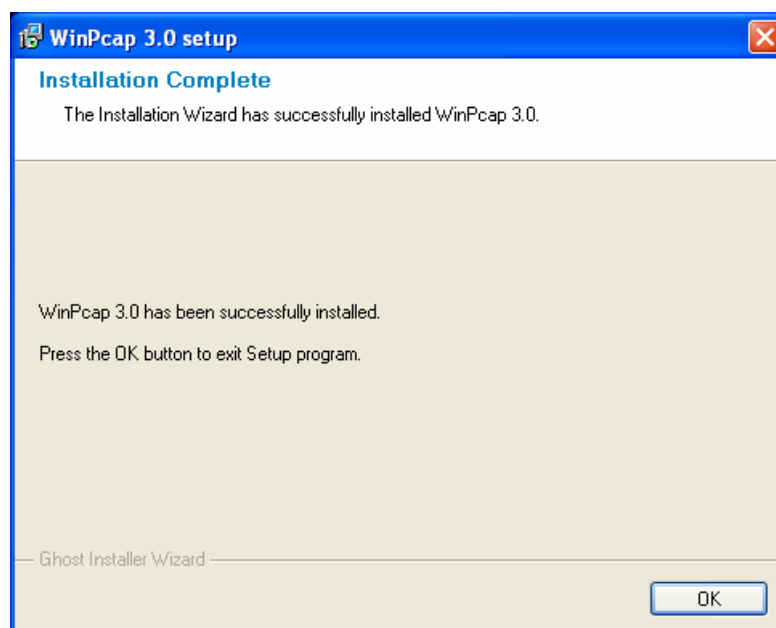 WinPcap 3.0 setup
Installation Complete
The Installation Wizard has successfully installed WinPcap 3.0.
WinPcap 3.0 has been successfully installed.
Press the OK button to exit Setup program.
Ghost Installer Wizard
OK